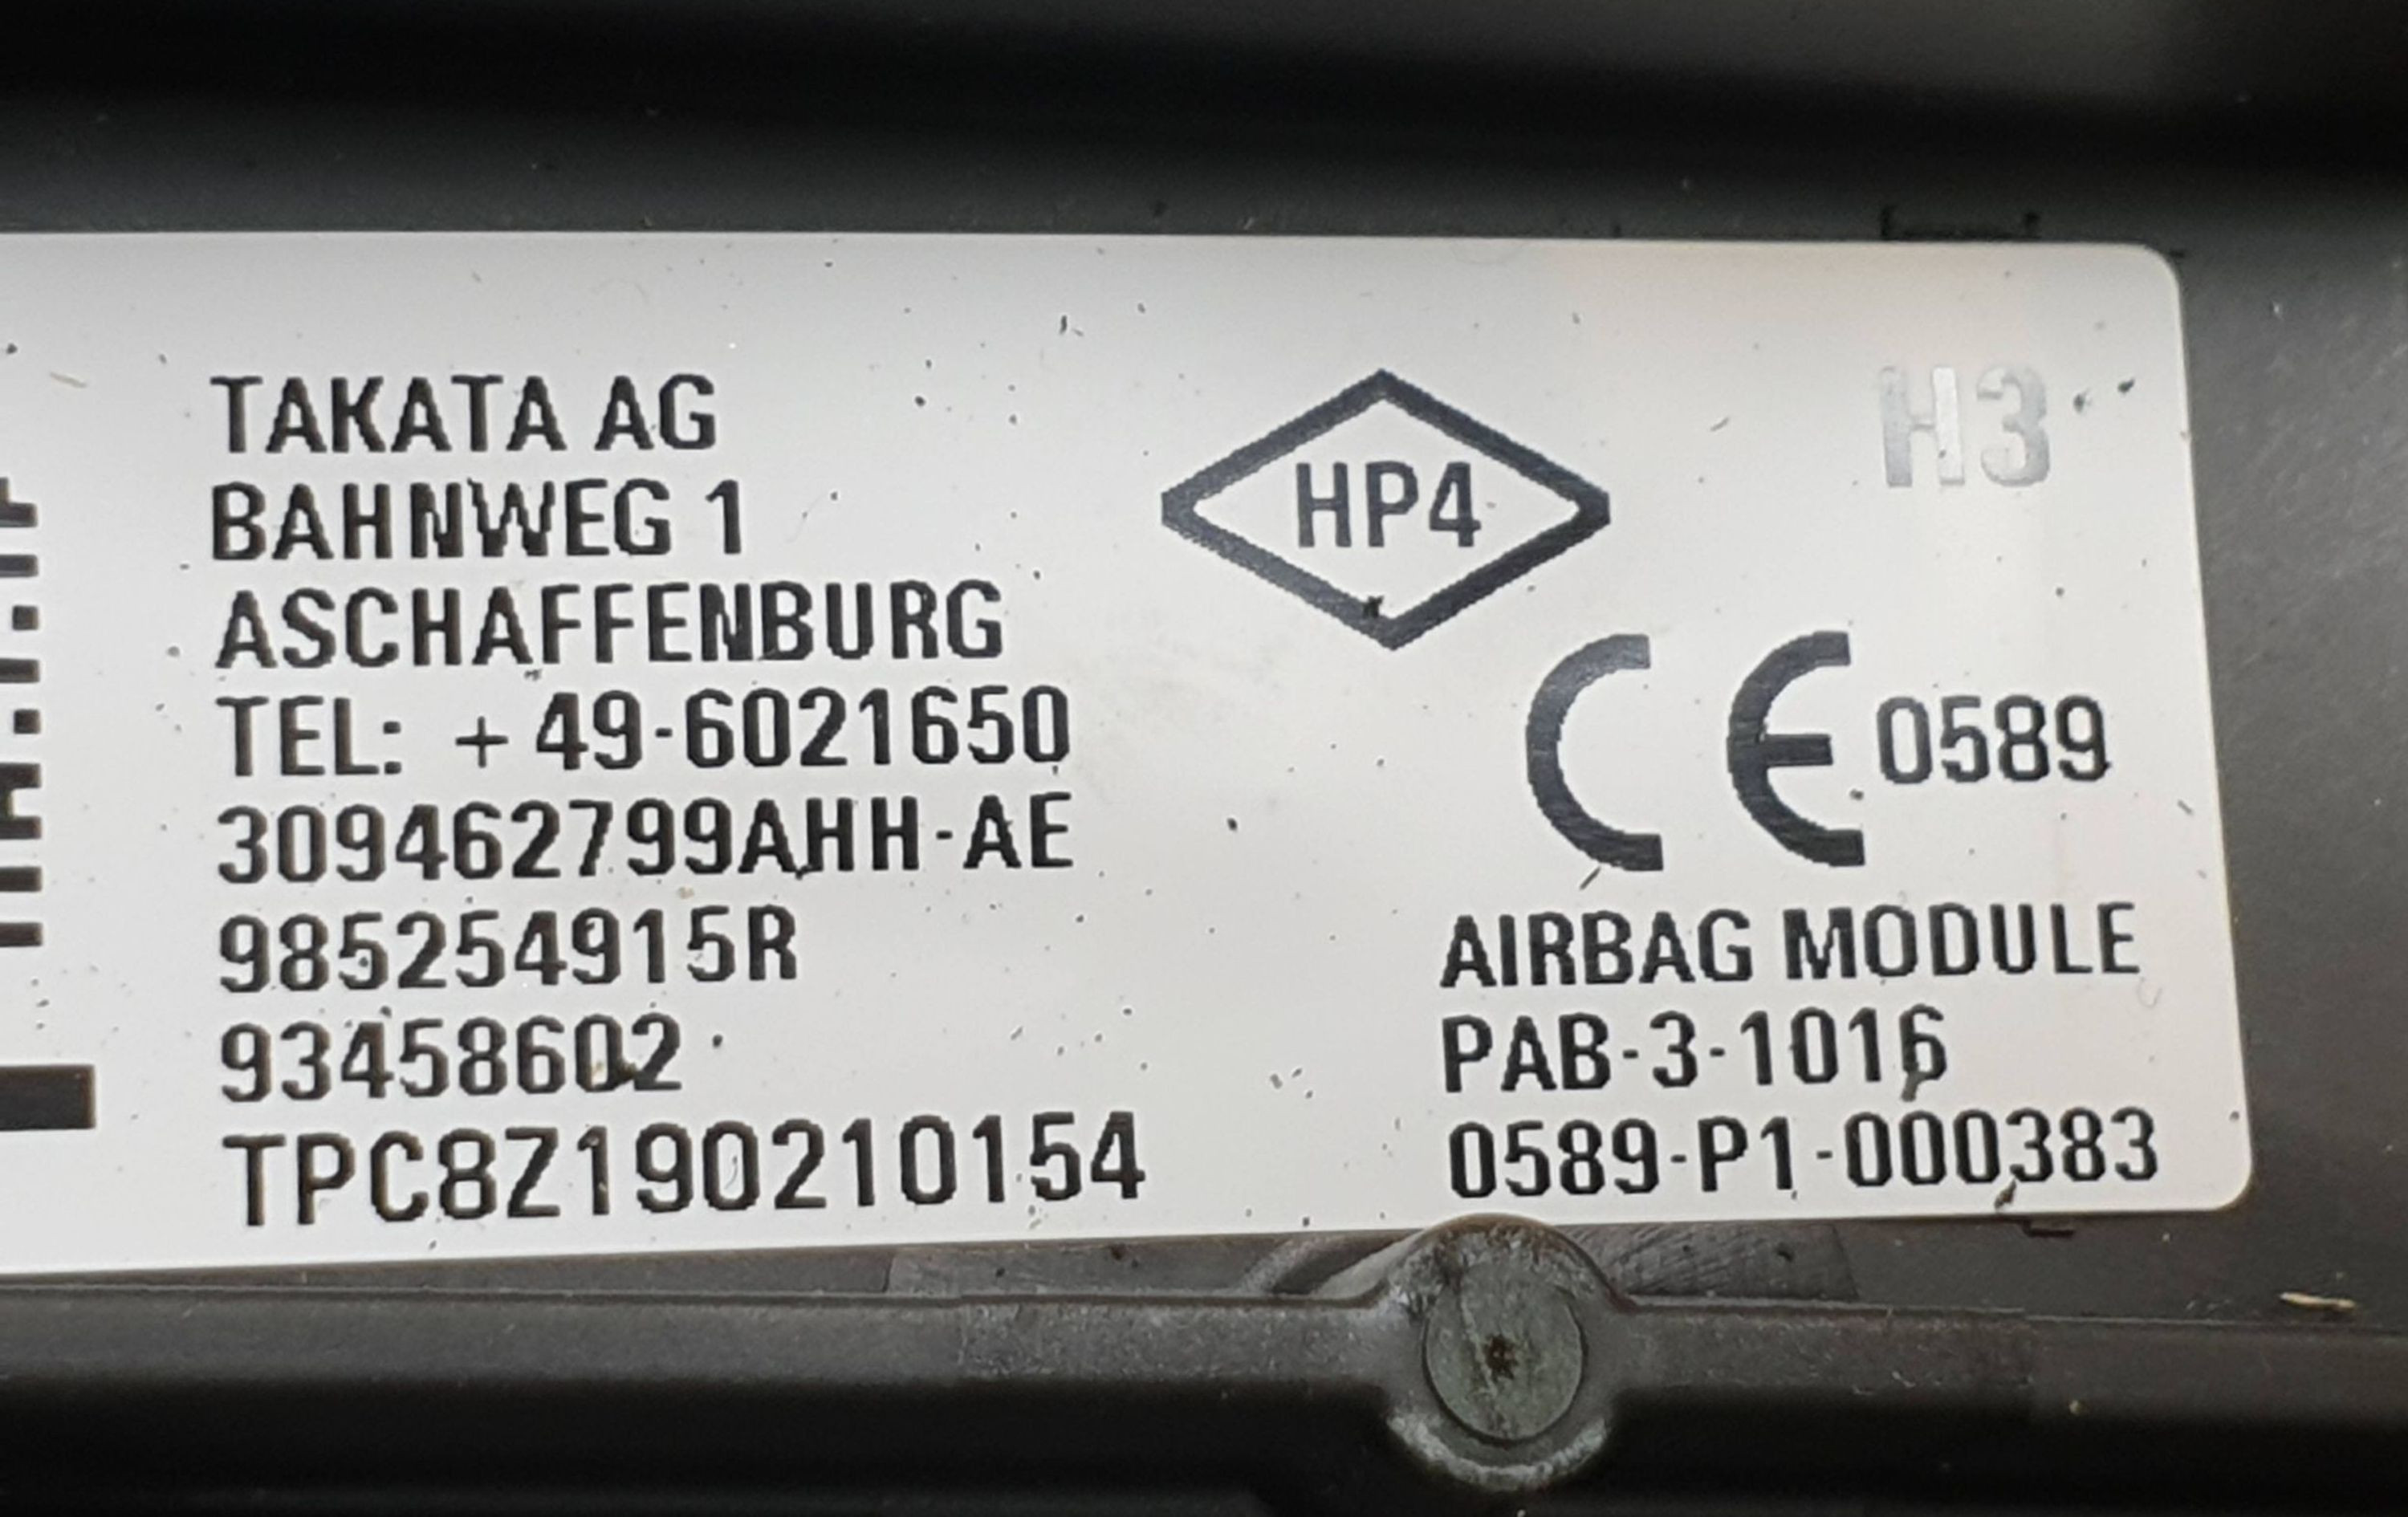 TAKATA AG
BAHNWEG 1
ASCHAFFENBURG
TEL: +49-6021650
309462799AHH-AE
985254915R
93458602
TPC8Z190210154
HP4
H3
CE 0589
AIRBAG MODULE
PAB-3-1016
0589-P1-000383